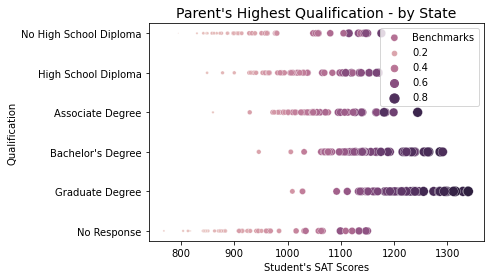 Parent's Highest Qualification - by State
No High School Diploma
High School Diploma
Associate Degree
Bachelor's Degree
Graduate Degree
No Response
Qualification
Benchmarks
0.2
0.4
0.6
0.8
800 900 1000 1100 1200 1300
Student's SAT Scores